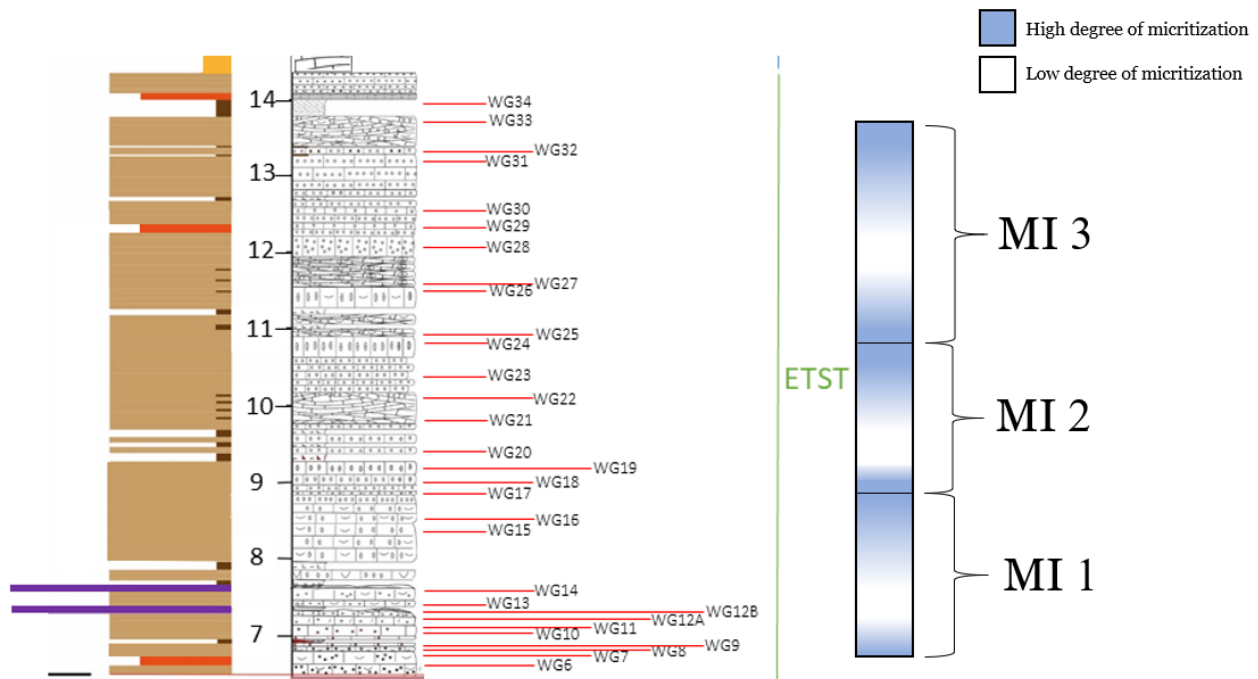 High degree of micritization
Low degree of micritization
14
WG34
WG33
WG32
WG31
13
WG30
WG29
12
WG28
WG27
WG26
11
WG25
WG24
WG23
10
WG22
WG21
WG20
WG19
9
WG18
WG17
WG16
WG15
8
WG14
WG13
WG12B
WG12A
7
WG11
WG10
WG9
WG8
WG7
WG6
ETST
MI 3
MI 2
MI 1